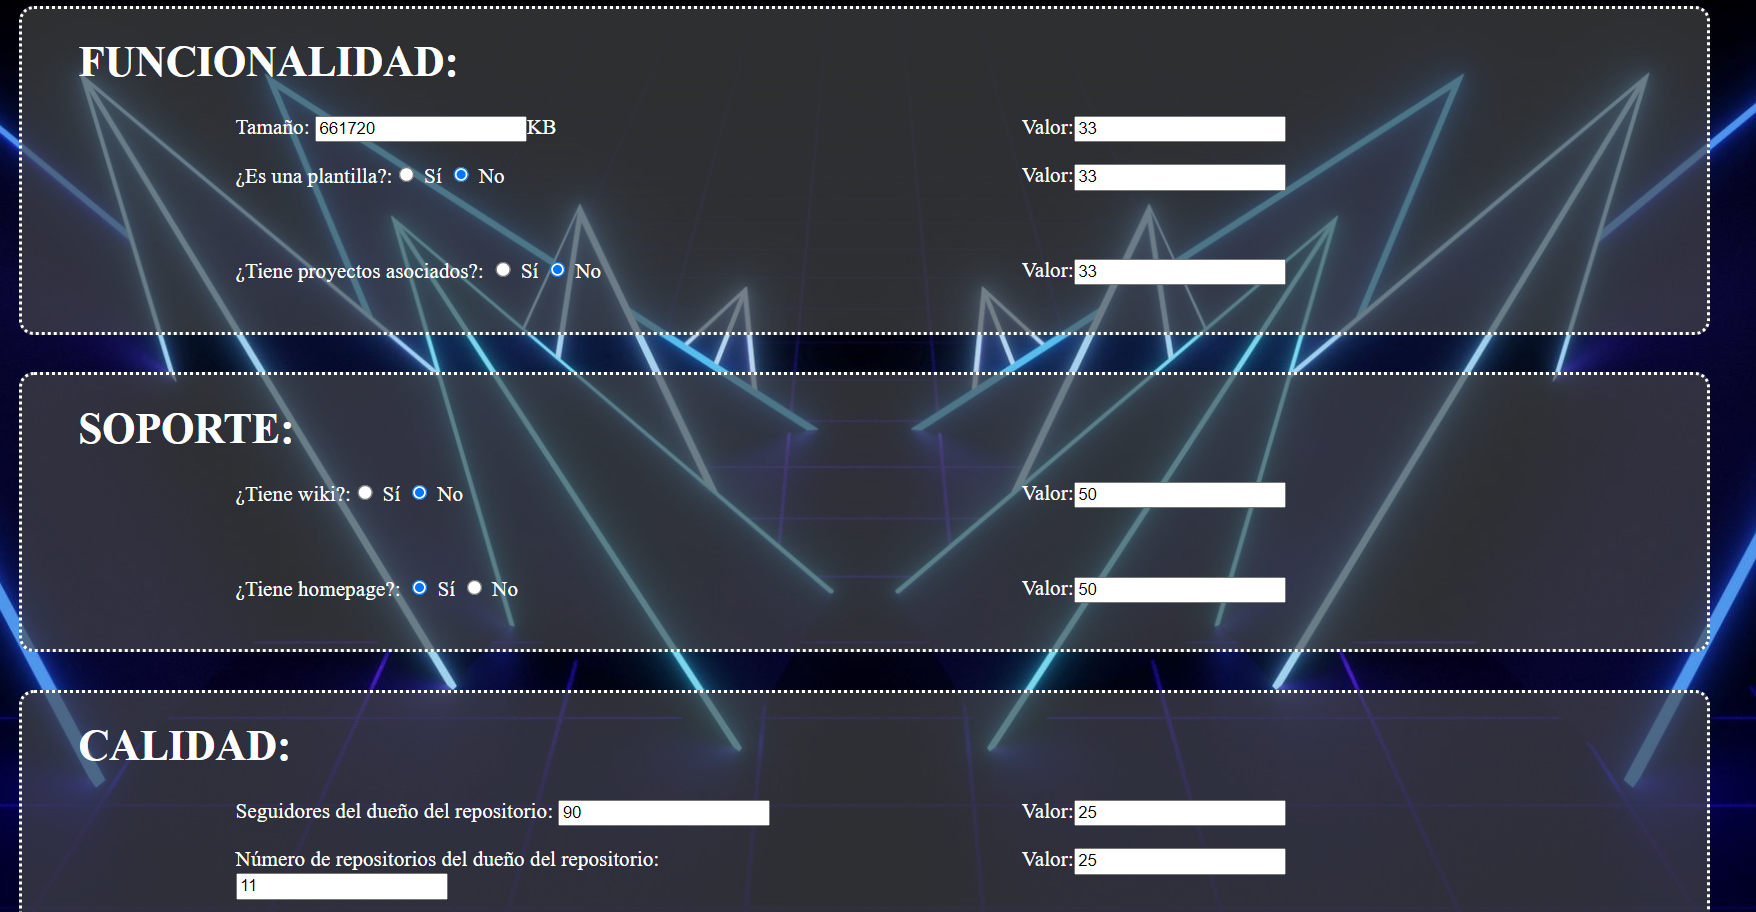 FUNCIONALIDAD:
Tamaño: 661720 KB Valor: 33
¿Es una plantilla?: Sí No Valor: 33
¿Tiene proyectos asociados?: Sí No Valor: 33
SOPORTE:
¿Tiene wiki?: Sí No Valor: 50
¿Tiene homepage?: Sí No Valor: 50
CALIDAD:
Seguidores del dueño del repositorio: 90 Valor: 25
Número de repositorios del dueño del repositorio: Valor: 25
11